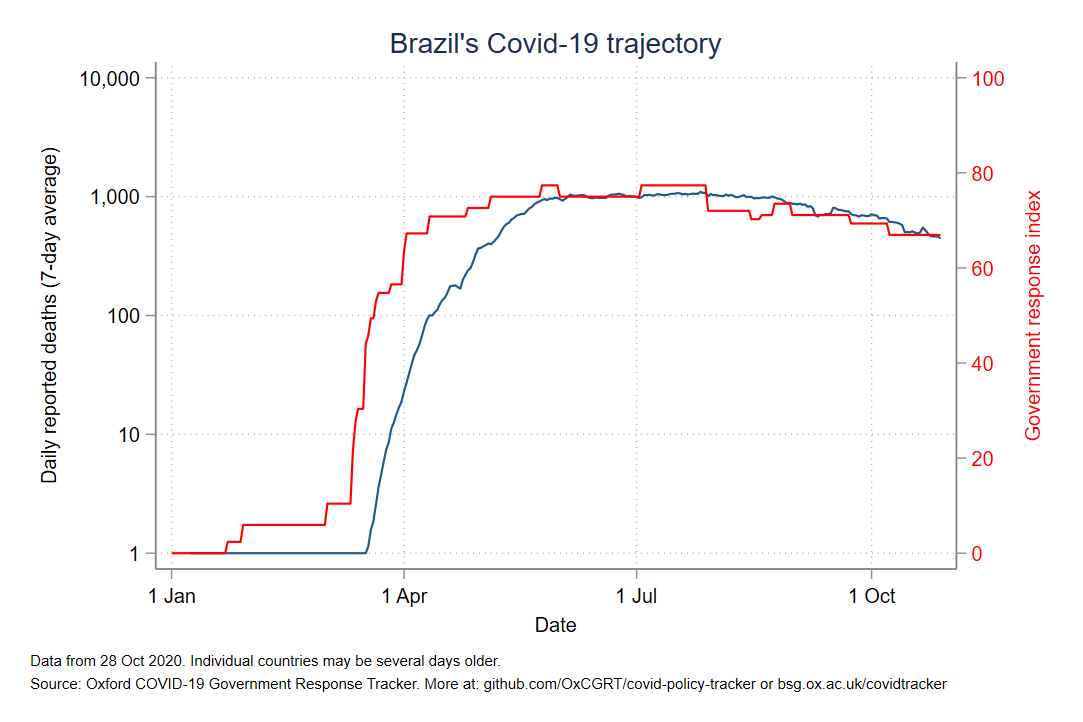 Brazil's Covid-19 trajectory
10,000
1,000
100
10
1
Daily reported deaths (7-day average)
100
80
60
40
20
0
Government response index
1 Jan
1 Apr
1 Jul
1 Oct
Date
Data from 28 Oct 2020. Individual countries may be several days older.
Source: Oxford COVID-19 Government Response Tracker. More at: github.com/OxCGRT/covid-policy-tracker or bsg.ox.ac.uk/covidtracker